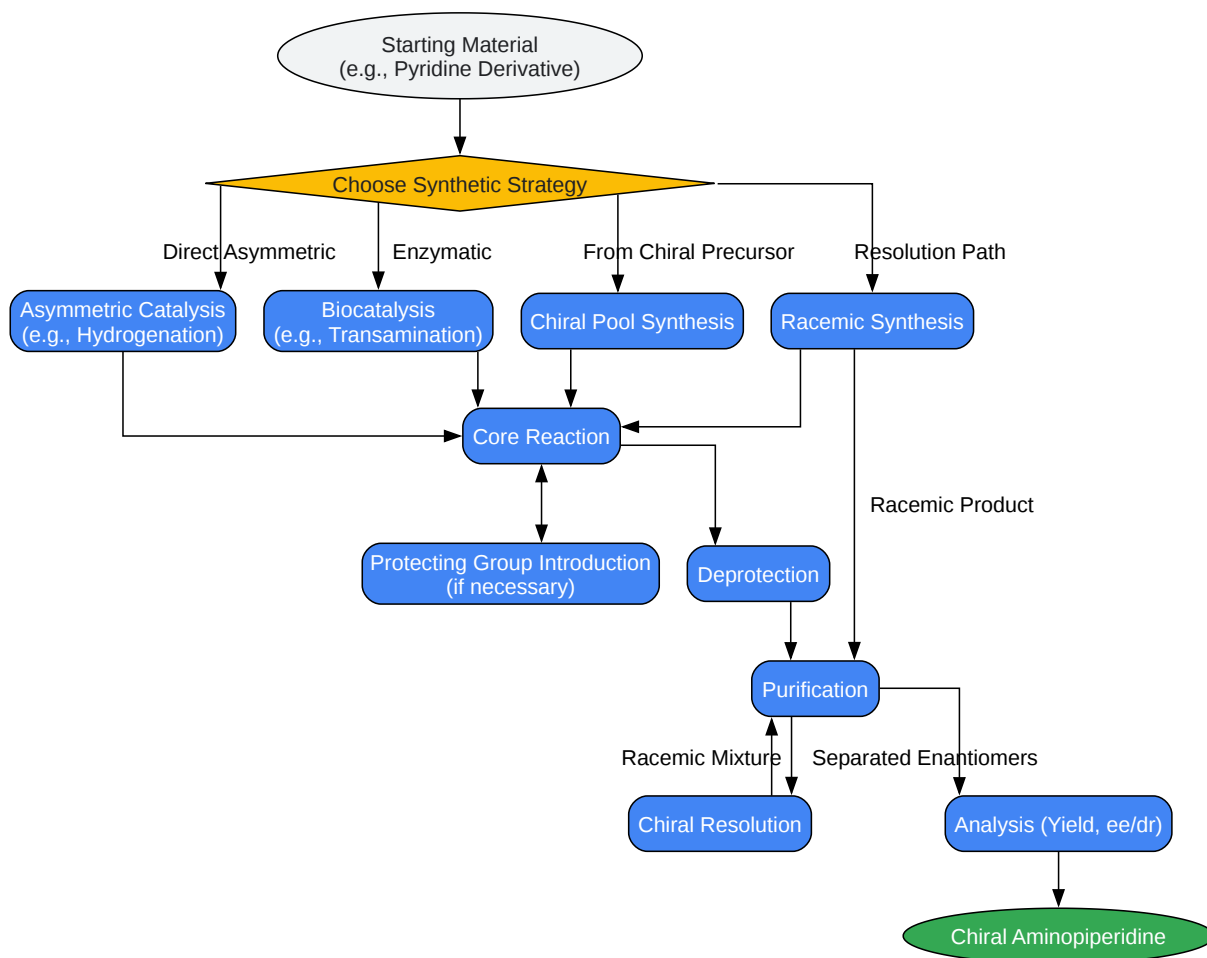 Starting Material
(e.g., Pyridine Derivative)
Choose Synthetic Strategy
Direct Asymmetric
Enzymatic
From Chiral Precursor
Resolution Path
Asymmetric Catalysis
(e.g., Hydrogenation)
Biocatalysis
(e.g., Transamination)
Chiral Pool Synthesis
Racemic Synthesis
Core Reaction
Racemic Product
Protecting Group Introduction
(if necessary)
Deprotection
Purification
Racemic Mixture
Separated Enantiomers
Chiral Resolution
Analysis (Yield, ee/dr)
Chiral Aminopiperidine